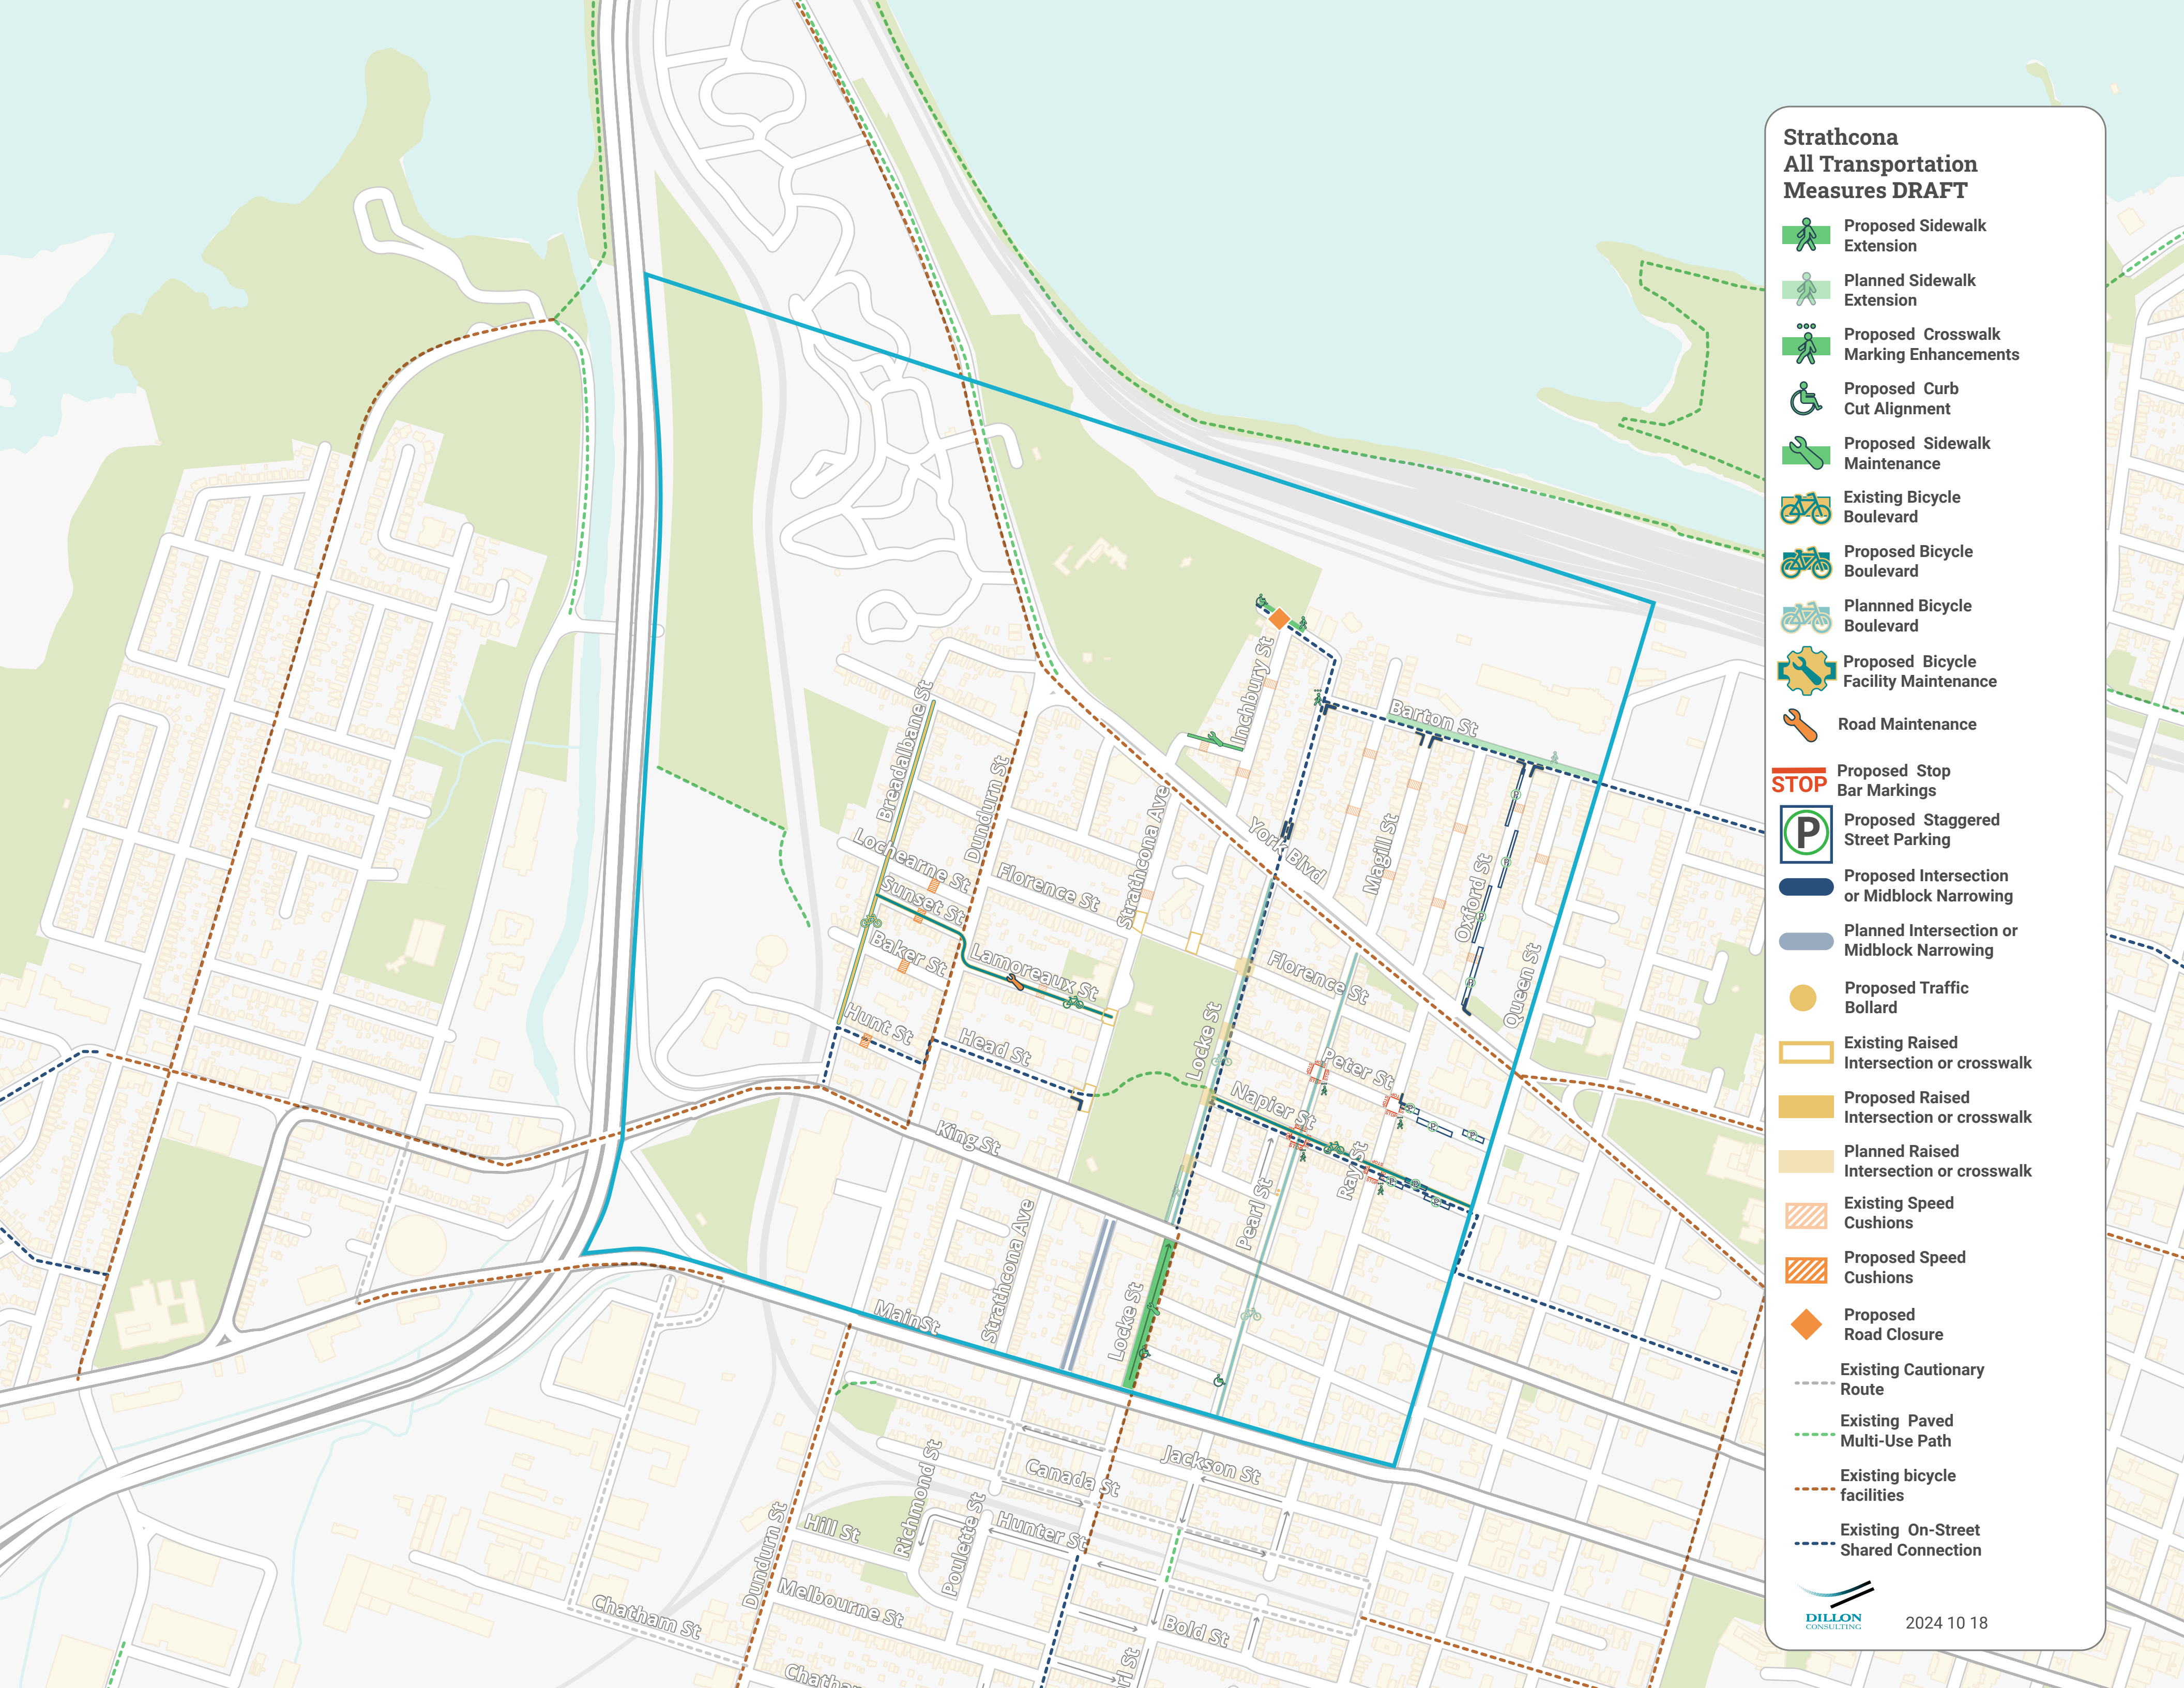 Strathcona
All Transportation
Measures DRAFT
Proposed Sidewalk
Extension
Planned Sidewalk
Extension
Proposed Crosswalk
Marking Enhancements
Proposed Curb
Cut Alignment
Proposed Sidewalk
Maintenance
Existing Bicycle
Boulevard
Proposed Bicycle
Boulevard
Plannned Bicycle
Boulevard
Proposed Bicycle
Facility Maintenance
Road Maintenance
STOP
Proposed Stop
Bar Markings
P
Proposed Staggered
Street Parking
Proposed Intersection
or Midblock Narrowing
Planned Intersection or
Midblock Narrowing
Proposed Traffic
Bollard
Existing Raised
Intersection or crosswalk
Proposed Raised
Intersection or crosswalk
Planned Raised
Intersection or crosswalk
Existing Speed
Cushions
Proposed Speed
Cushions
Proposed
Road Closure
Existing Cautionary
Route
Existing Paved
Multi-Use Path
Existing bicycle
facilities
Existing On-Street
Shared Connection
DILLON
CONSULTING
2024 10 18
Inchbury St
Barton St
Breadalbane St
Dundurn St
Strathcona Ave
York Blvd
Magill St
Oxford St
Queen St
Lochearne St
Sunset St
Florence St
Baker St
Lamoreaux St
Florence St
Hunt St
Head St
Locke St
Peter St
Napier St
King St
Ray St
Pearl St
Strathcona Ave
Locke St
MainSt
Jackson St
Canada St
Richmond St
Poulette St
Hunter St
Hill St
Dundurn St
Melbourne St
Chatham St
Bold St
Chatha
rl St